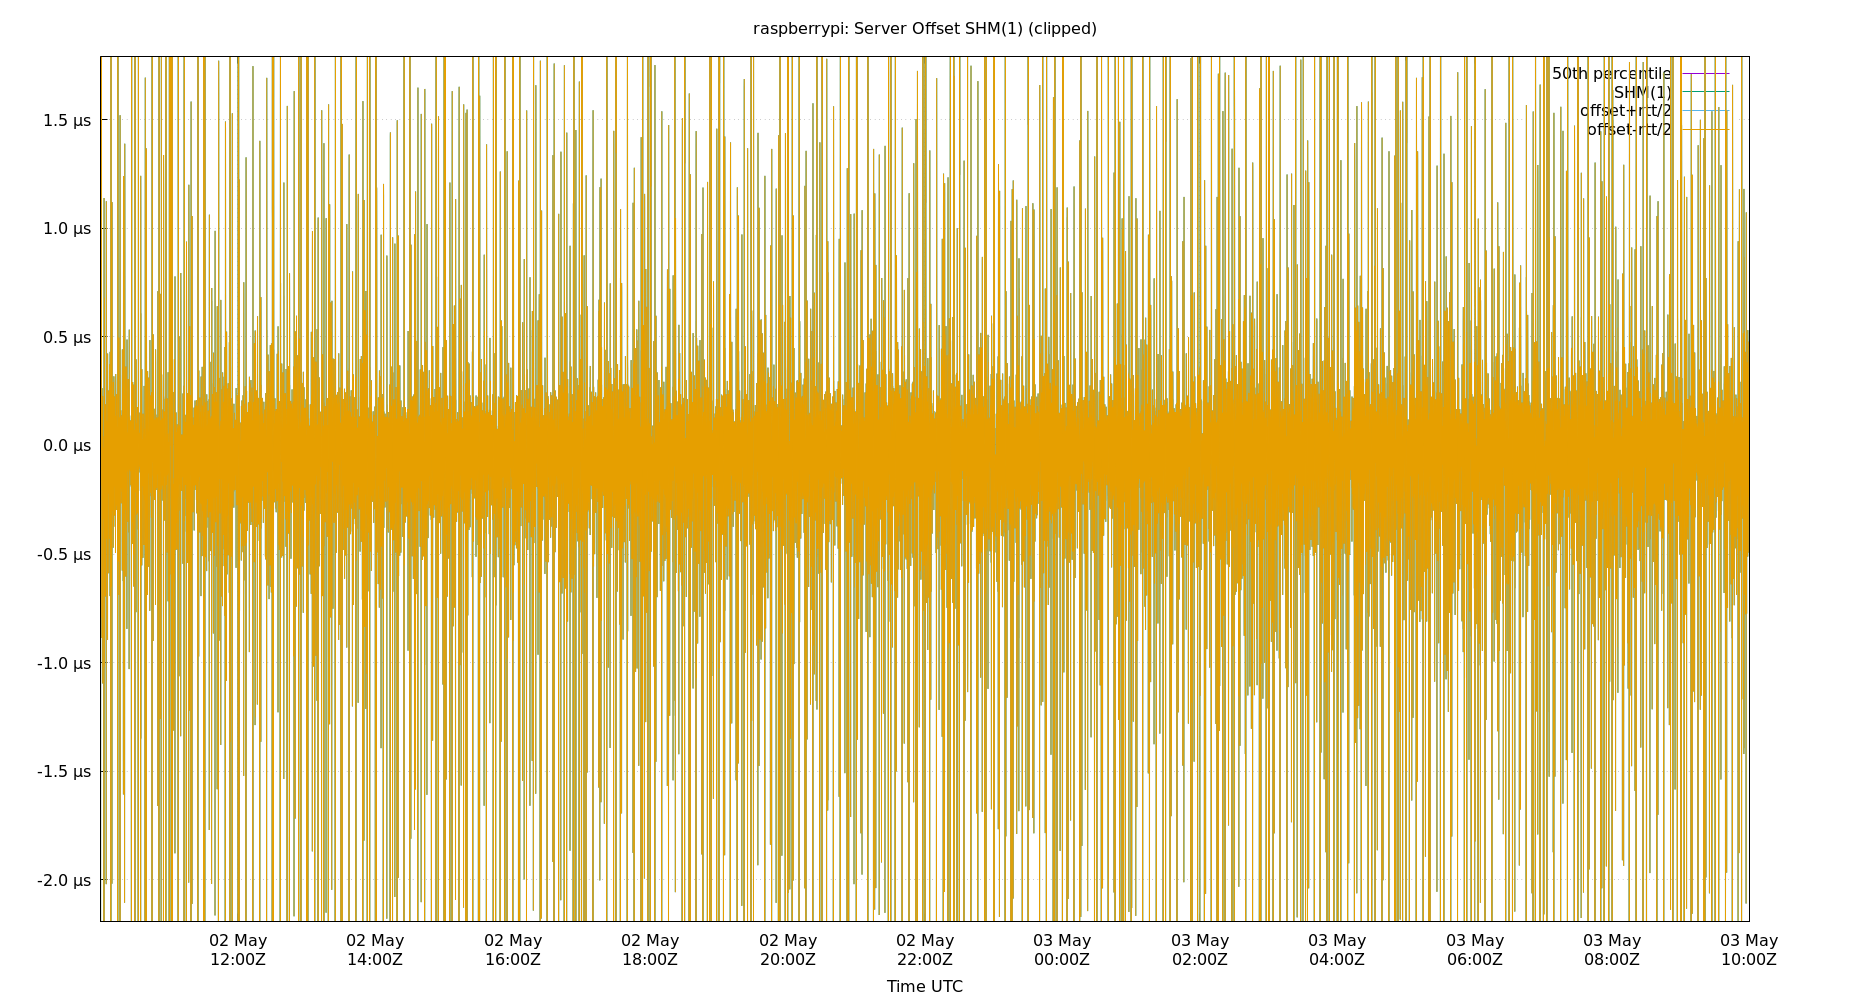 raspberrypi: Server Offset SHM(1) (clipped)
50th percentile
SHM(1)
offset+rtt/2
offset-rtt/2
1.5 µs
1.0 µs
0.5 µs
0.0 µs
-0.5 µs
-1.0 µs
-1.5 µs
-2.0 µs
02 May 02 May 02 May 02 May 02 May 02 May 03 May 03 May 03 May 03 May 03 May 03 May
12:00Z 14:00Z 16:00Z 18:00Z 20:00Z 22:00Z 00:00Z 02:00Z 04:00Z 06:00Z 08:00Z 10:00Z
Time UTC